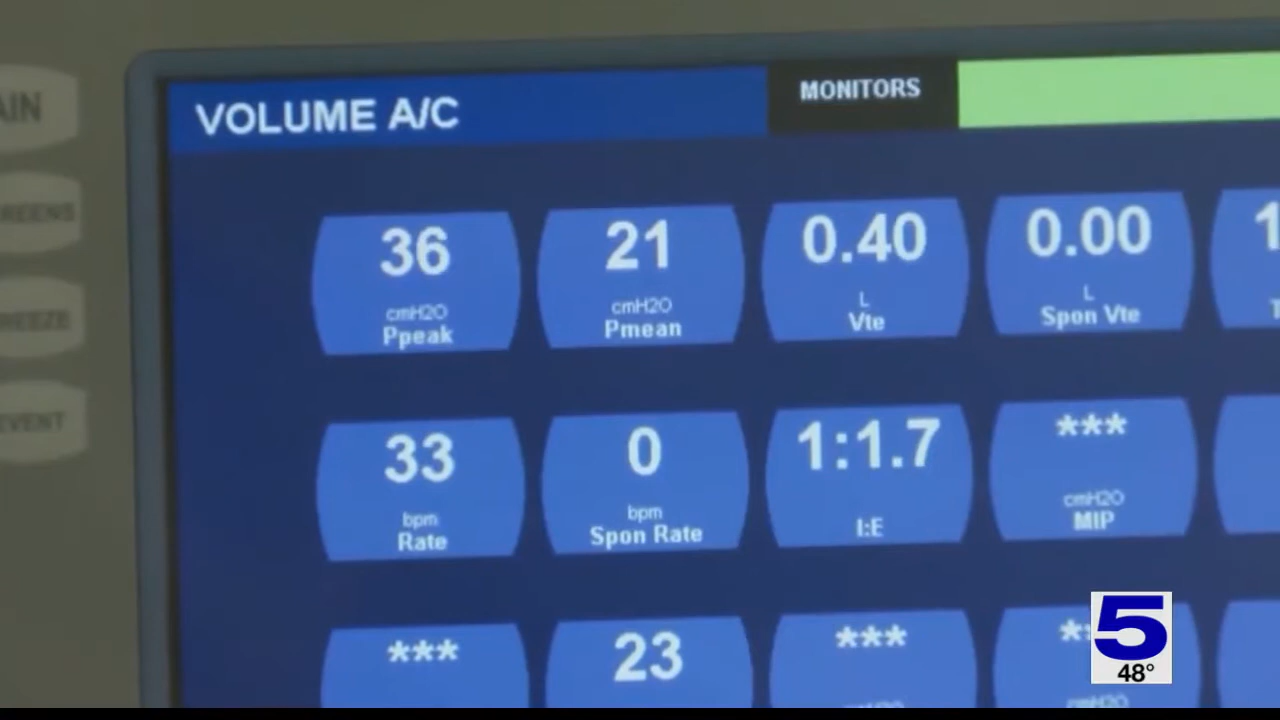 VOLUME A/C
MONITORS
36
cmH2O
Ppeak
21
cmH2O
Pmean
0.40
L
Vte
0.00
L
Spon Vte
33
bpm
Rate
0
bpm
Spon Rate
1:1.7
I:E
***
cmH2O
MIP
***
23
***
EVENT
5
48°